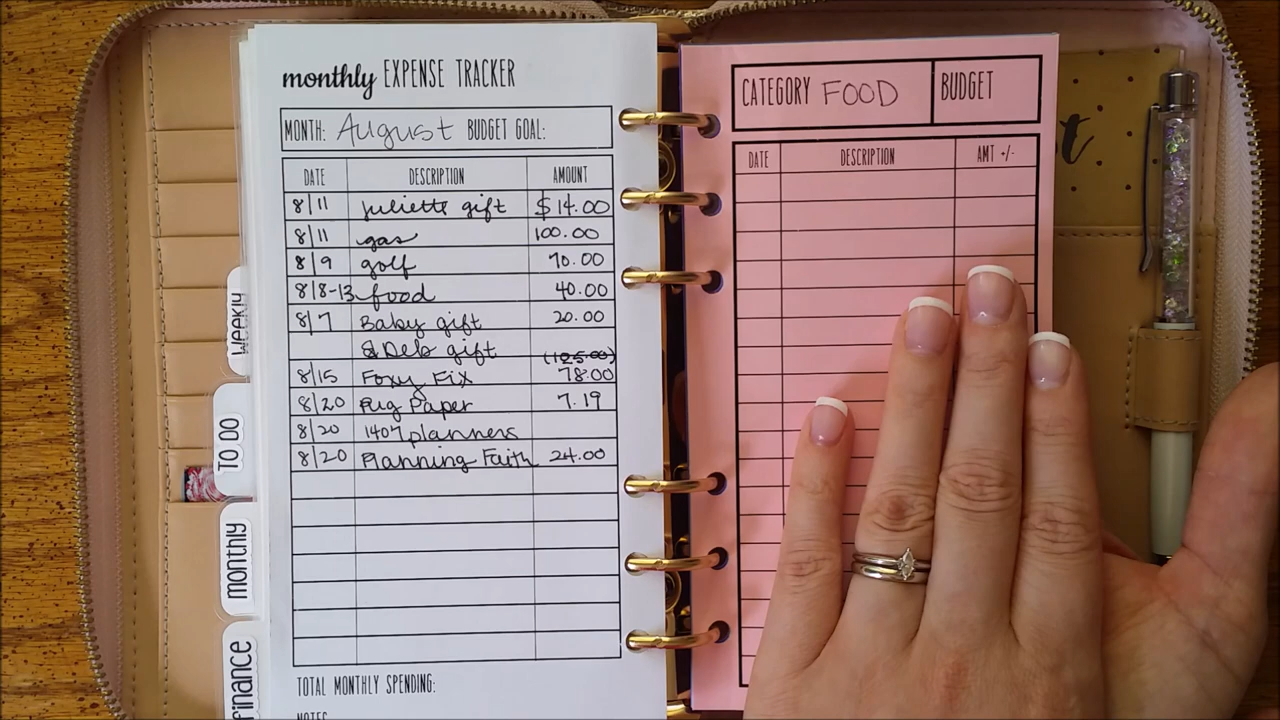 monthly EXPENSE TRACKER
MONTH: August BUDGET GOAL:
DATE DESCRIPTION AMOUNT
8/11 Juliette gift $14.00
8/11 gas 100.00
8/9 golf 70.00
8/8-13 food 40.00
8/7 Baby gift 20.00
& Deb gift (125.00)
8/15 Foxy Fix 78.00
8/20 Pug Paper 7.19
8/20 1407 planners
8/20 Planning Faith 24.00
TOTAL MONTHLY SPENDING:
NOTES
weekly
TO DO
monthly
finance
CATEGORY FOOD BUDGET
DATE DESCRIPTION AMT +/-